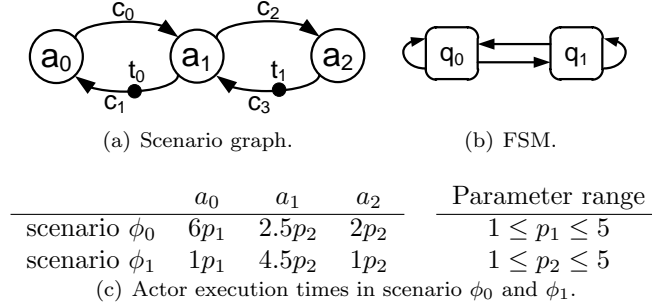 c₀ c₂
a₀ a₁ a₂
t₀ t₁
c₁ c₃
q₀ q₁
(a) Scenario graph. (b) FSM.
a₀ a₁ a₂ Parameter range
scenario ϕ₀ 6p₁ 2.5p₂ 2p₂ 1 ≤ p₁ ≤ 5
scenario ϕ₁ 1p₁ 4.5p₂ 1p₂ 1 ≤ p₂ ≤ 5
(c) Actor execution times in scenario ϕ₀ and ϕ₁.